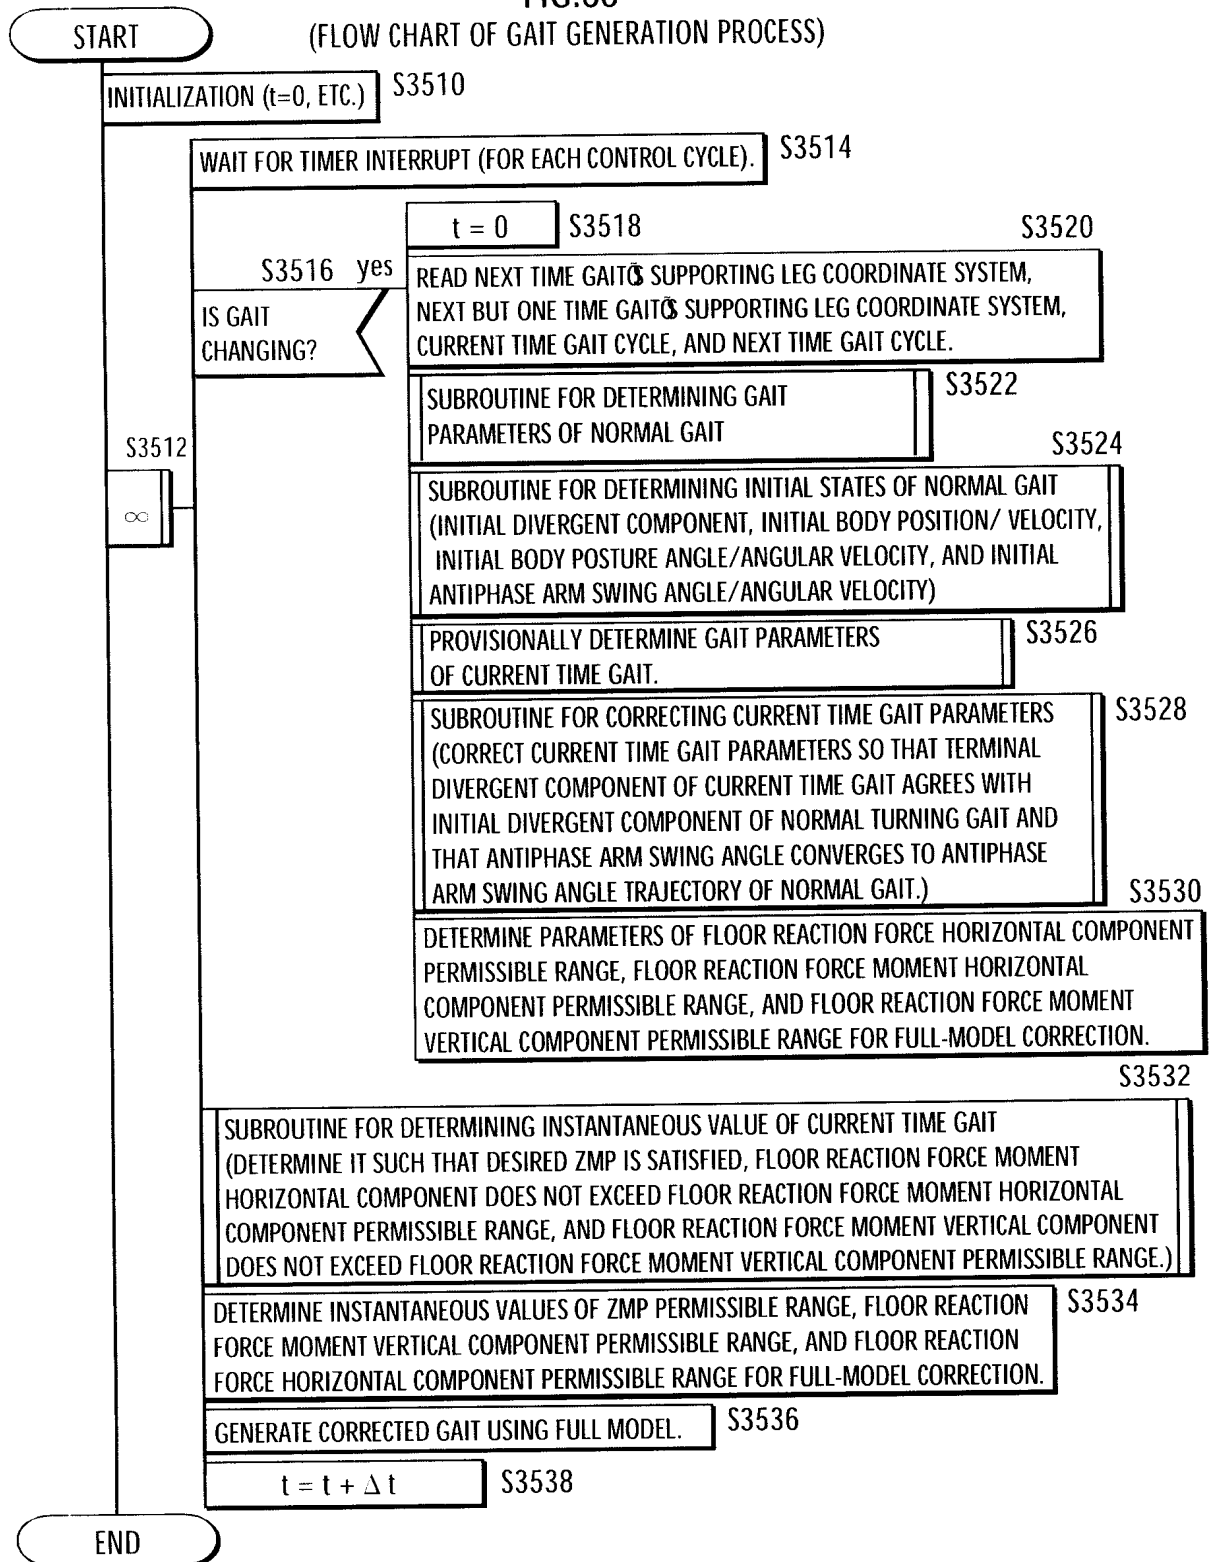 START
(FLOW CHART OF GAIT GENERATION PROCESS)
INITIALIZATION (t=0, ETC.)
S3510
WAIT FOR TIMER INTERRUPT (FOR EACH CONTROL CYCLE).
S3514
t = 0
S3518
S3520
S3516 yes
READ NEXT TIME GAITÕS SUPPORTING LEG COORDINATE SYSTEM,
NEXT BUT ONE TIME GAITÕS SUPPORTING LEG COORDINATE SYSTEM,
CURRENT TIME GAIT CYCLE, AND NEXT TIME GAIT CYCLE.
IS GAIT
CHANGING?
SUBROUTINE FOR DETERMINING GAIT
PARAMETERS OF NORMAL GAIT
S3522
S3512
∞
S3524
SUBROUTINE FOR DETERMINING INITIAL STATES OF NORMAL GAIT
(INITIAL DIVERGENT COMPONENT, INITIAL BODY POSITION/ VELOCITY,
INITIAL BODY POSTURE ANGLE/ANGULAR VELOCITY, AND INITIAL
ANTIPHASE ARM SWING ANGLE/ANGULAR VELOCITY)
PROVISIONALLY DETERMINE GAIT PARAMETERS
OF CURRENT TIME GAIT.
S3526
SUBROUTINE FOR CORRECTING CURRENT TIME GAIT PARAMETERS
(CORRECT CURRENT TIME GAIT PARAMETERS SO THAT TERMINAL
DIVERGENT COMPONENT OF CURRENT TIME GAIT AGREES WITH
INITIAL DIVERGENT COMPONENT OF NORMAL TURNING GAIT AND
THAT ANTIPHASE ARM SWING ANGLE CONVERGES TO ANTIPHASE
ARM SWING ANGLE TRAJECTORY OF NORMAL GAIT.)
S3528
S3530
DETERMINE PARAMETERS OF FLOOR REACTION FORCE HORIZONTAL COMPONENT
PERMISSIBLE RANGE, FLOOR REACTION FORCE MOMENT HORIZONTAL
COMPONENT PERMISSIBLE RANGE, AND FLOOR REACTION FORCE MOMENT
VERTICAL COMPONENT PERMISSIBLE RANGE FOR FULL-MODEL CORRECTION.
S3532
SUBROUTINE FOR DETERMINING INSTANTANEOUS VALUE OF CURRENT TIME GAIT
(DETERMINE IT SUCH THAT DESIRED ZMP IS SATISFIED, FLOOR REACTION FORCE MOMENT
HORIZONTAL COMPONENT DOES NOT EXCEED FLOOR REACTION FORCE MOMENT HORIZONTAL
COMPONENT PERMISSIBLE RANGE, AND FLOOR REACTION FORCE MOMENT VERTICAL COMPONENT
DOES NOT EXCEED FLOOR REACTION FORCE MOMENT VERTICAL COMPONENT PERMISSIBLE RANGE.)
DETERMINE INSTANTANEOUS VALUES OF ZMP PERMISSIBLE RANGE, FLOOR REACTION
FORCE MOMENT VERTICAL COMPONENT PERMISSIBLE RANGE, AND FLOOR REACTION
FORCE HORIZONTAL COMPONENT PERMISSIBLE RANGE FOR FULL-MODEL CORRECTION.
S3534
GENERATE CORRECTED GAIT USING FULL MODEL.
S3536
t = t + Δ t
S3538
END